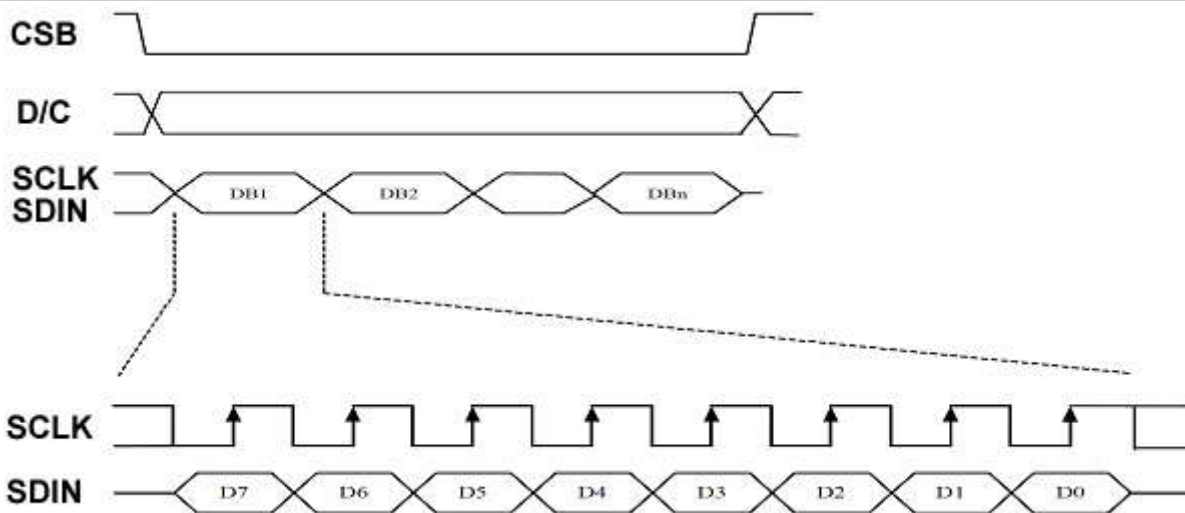 CSB
D/C
SCLK
SDIN
DB1 DB2 DBn
SCLK
SDIN
D7 D6 D5 D4 D3 D2 D1 D0